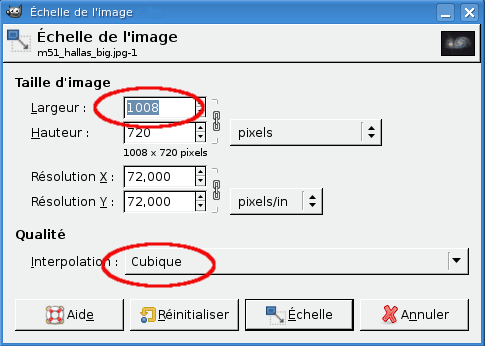 Échelle de l'image
Échelle de l'image
m51_hallas_big.jpg-1
Taille d'image
Largeur : 1008
Hauteur : 720 pixels
1008 x 720 pixels
Résolution X : 72,000
Résolution Y : 72,000 pixels/in
Qualité
Interpolation : Cubique
Aide Réinitialiser Échelle Annuler